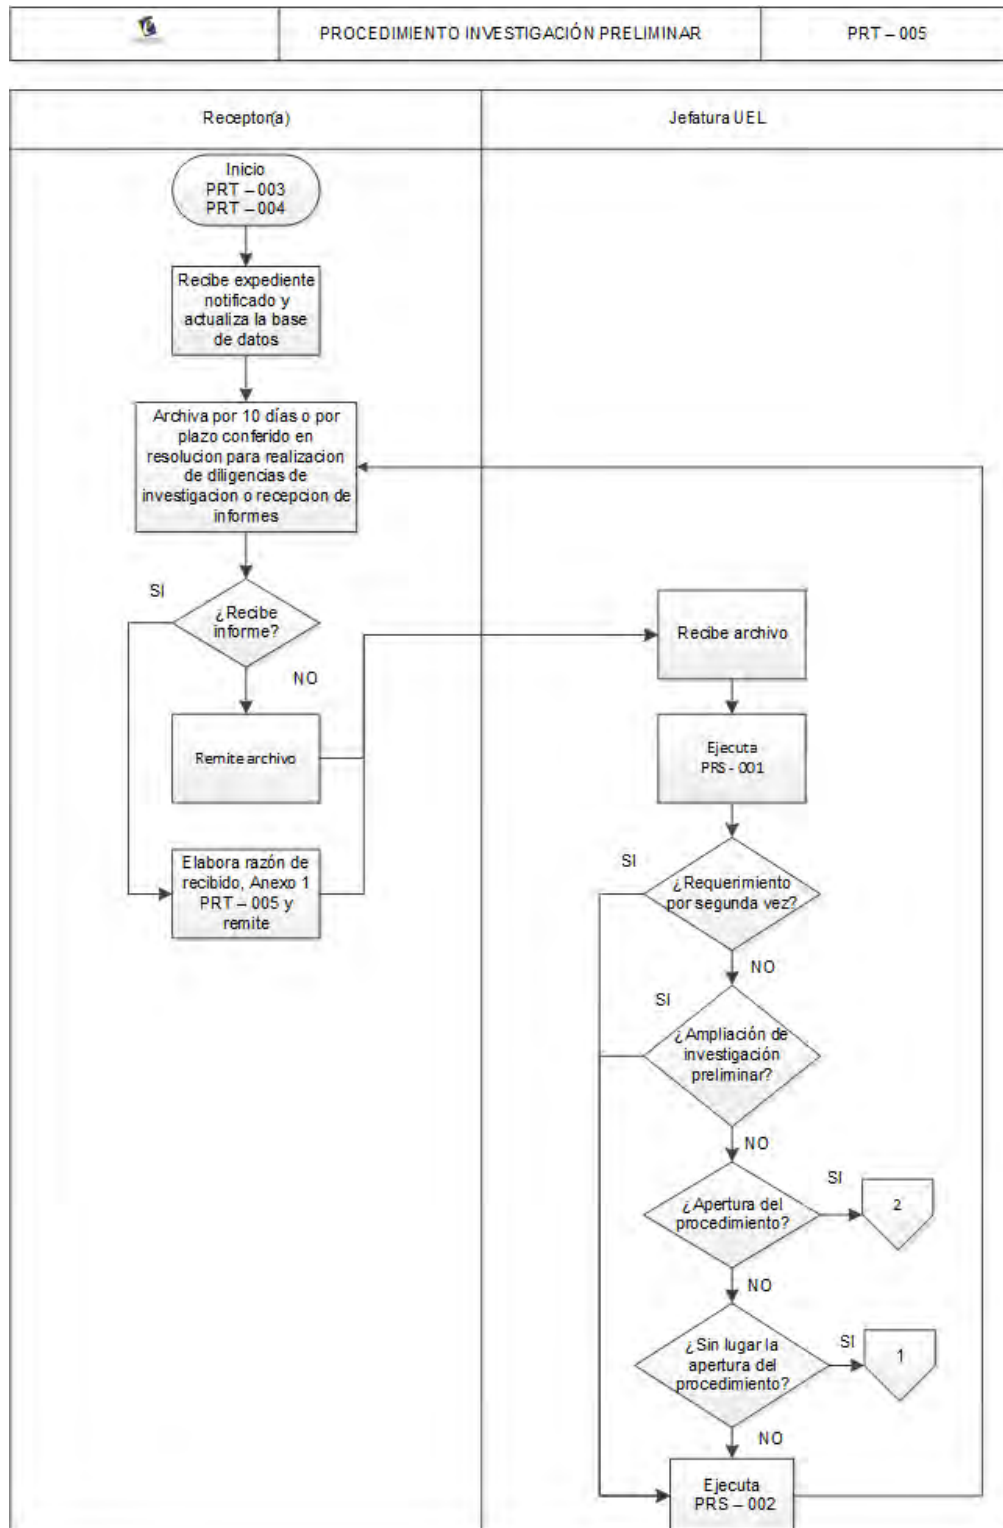 PROCEDIMIENTO INVESTIGACIÓN PRELIMINAR
PRT – 005
Receptor(a)
Jefatura UEL
Inicio
PRT – 003
PRT – 004
Recibe expediente
notificado y
actualiza la base
de datos
Archiva por 10 días o por
plazo conferido en
resolucion para realizacion
de diligencias de
investigacion o recepcion de
informes
SI
¿Recibe
informe?
NO
Remite archivo
Elabora razón de
recibido, Anexo 1
PRT – 005 y
remite
Recibe archivo
Ejecuta
PRS - 001
SI
¿Requerimiento
por segunda vez?
NO
SI
¿Ampliación de
investigación
preliminar?
NO
¿Apertura del
procedimiento?
SI
2
NO
¿Sin lugar la
apertura del
procedimiento?
SI
1
NO
Ejecuta
PRS – 002